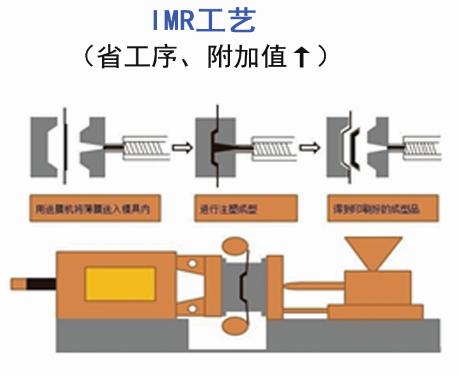 IMR工艺
（省工序、附加值↑）
用送膜机将薄膜送入模具内
进行注塑成型
得到印刷好的成型品